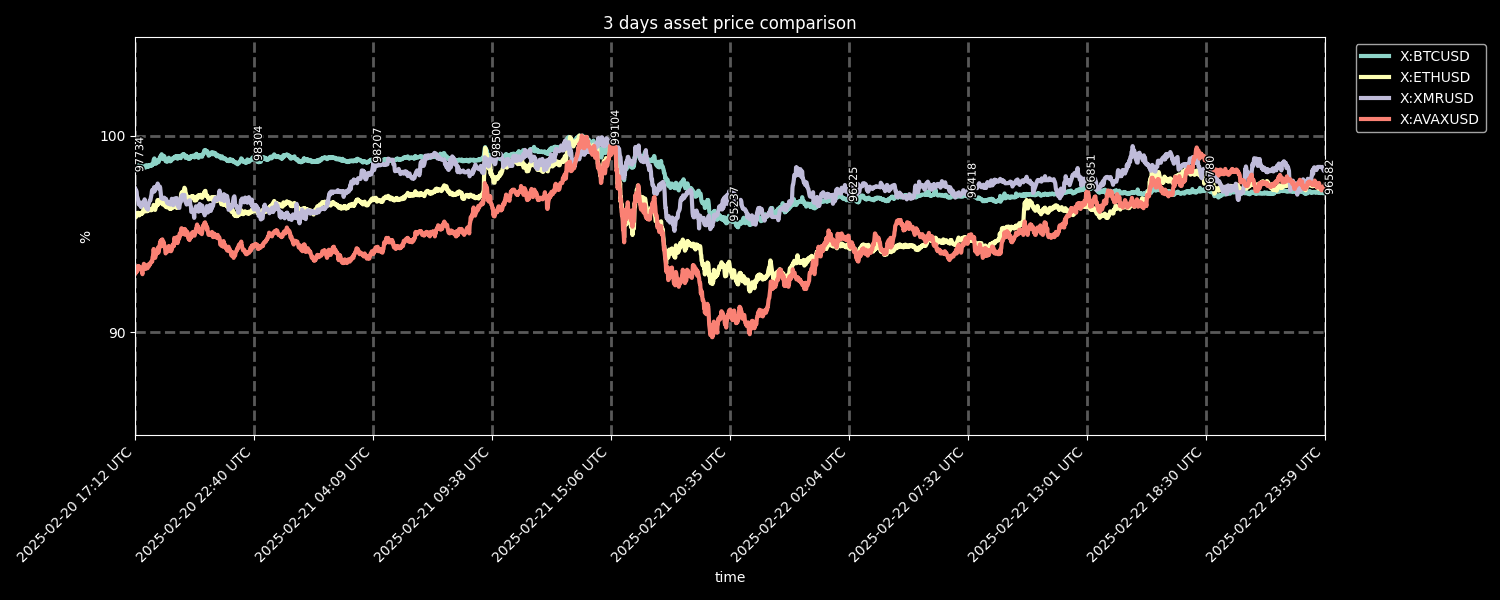 3 days asset price comparison
X:BTCUSD
X:ETHUSD
X:XMRUSD
X:AVAXUSD
100
90
%
97734
98304
98207
98500
99104
95237
96225
96418
96851
96780
96582
2025-02-20 17:12 UTC
2025-02-20 22:40 UTC
2025-02-21 04:09 UTC
2025-02-21 09:38 UTC
2025-02-21 15:06 UTC
2025-02-21 20:35 UTC
2025-02-22 02:04 UTC
2025-02-22 07:32 UTC
2025-02-22 13:01 UTC
2025-02-22 18:30 UTC
2025-02-22 23:59 UTC
time